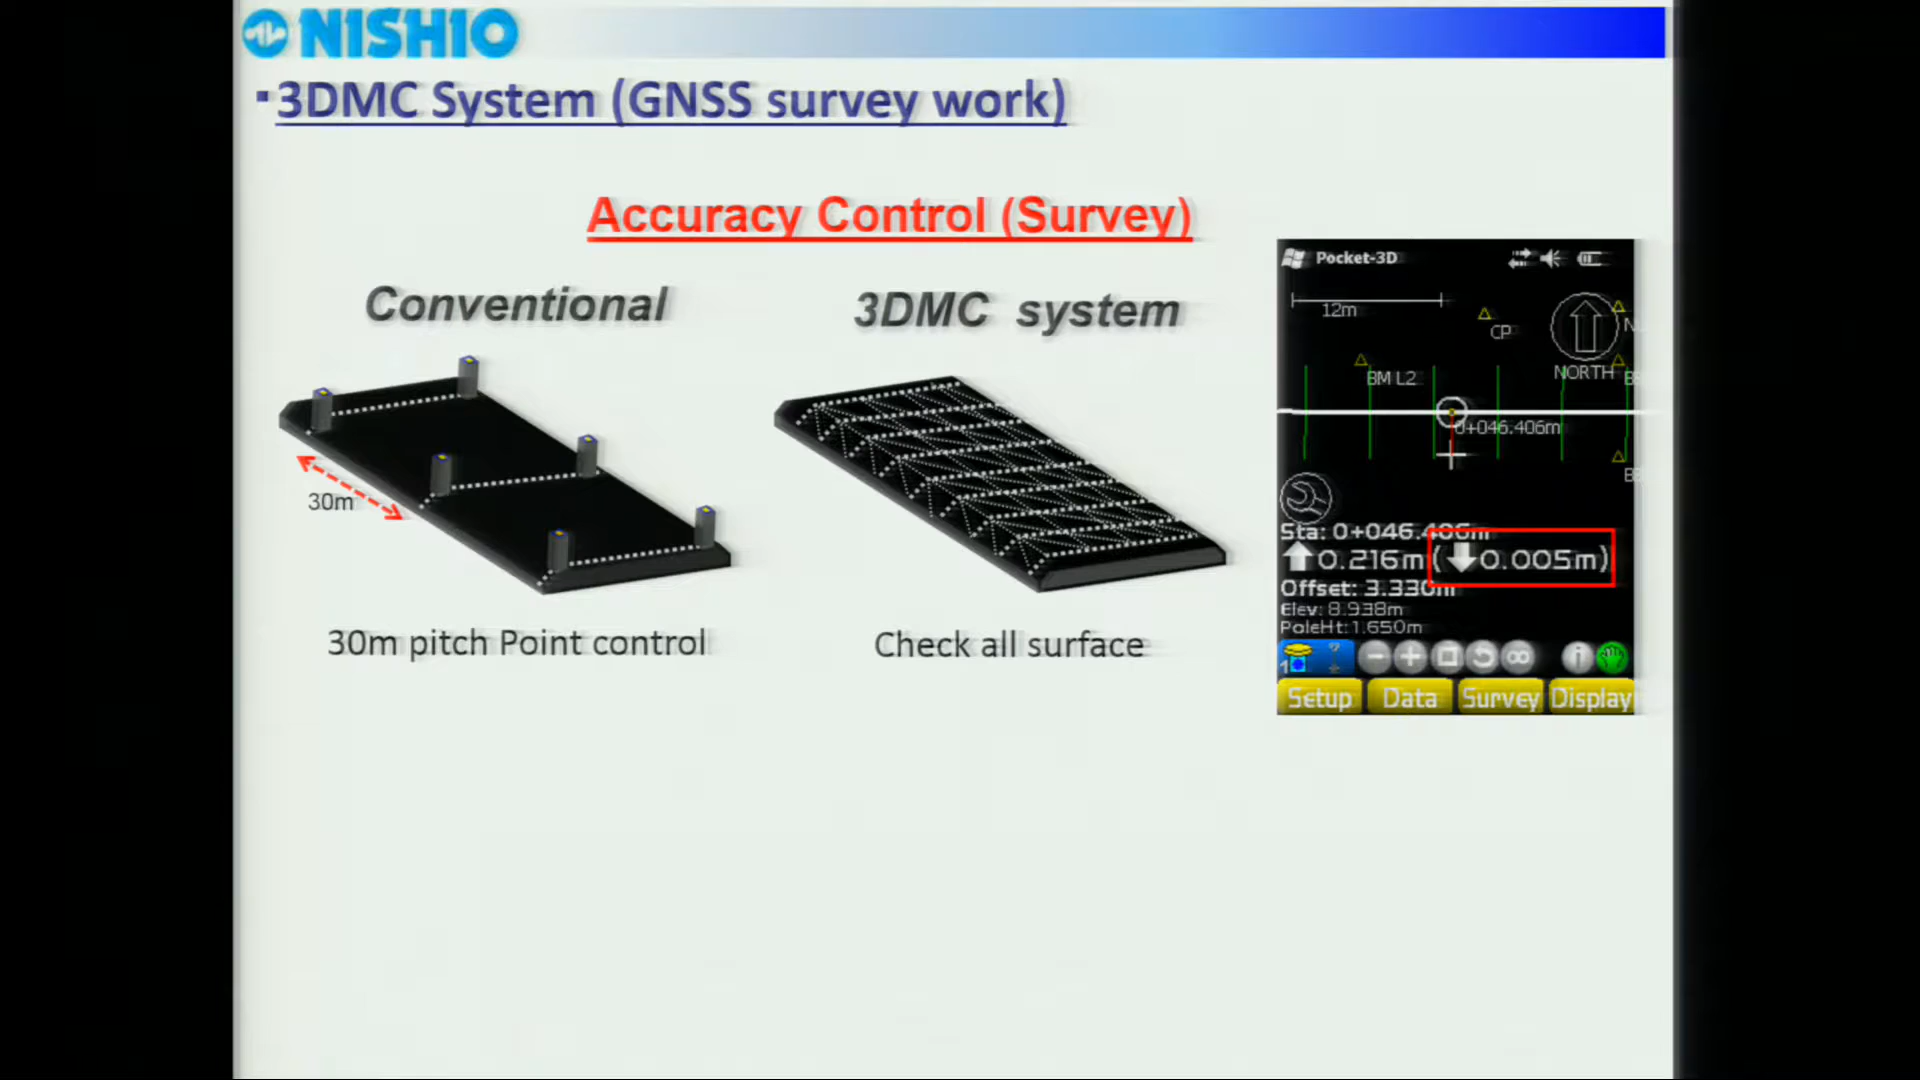 NISHIO
▪3DMC System (GNSS survey work)
Accuracy Control (Survey)
Conventional
30m
30m pitch Point control
3DMC system
Check all surface
Pocket-3D
12m
CP
N
NORTH
BM L2
0+046.406m
Sta: 0+046.406m
0.216m (0.005m)
Offset: 3.330m
Elev: 8.938m
PoleHt: 1.650m
1
Setup Data Survey Display